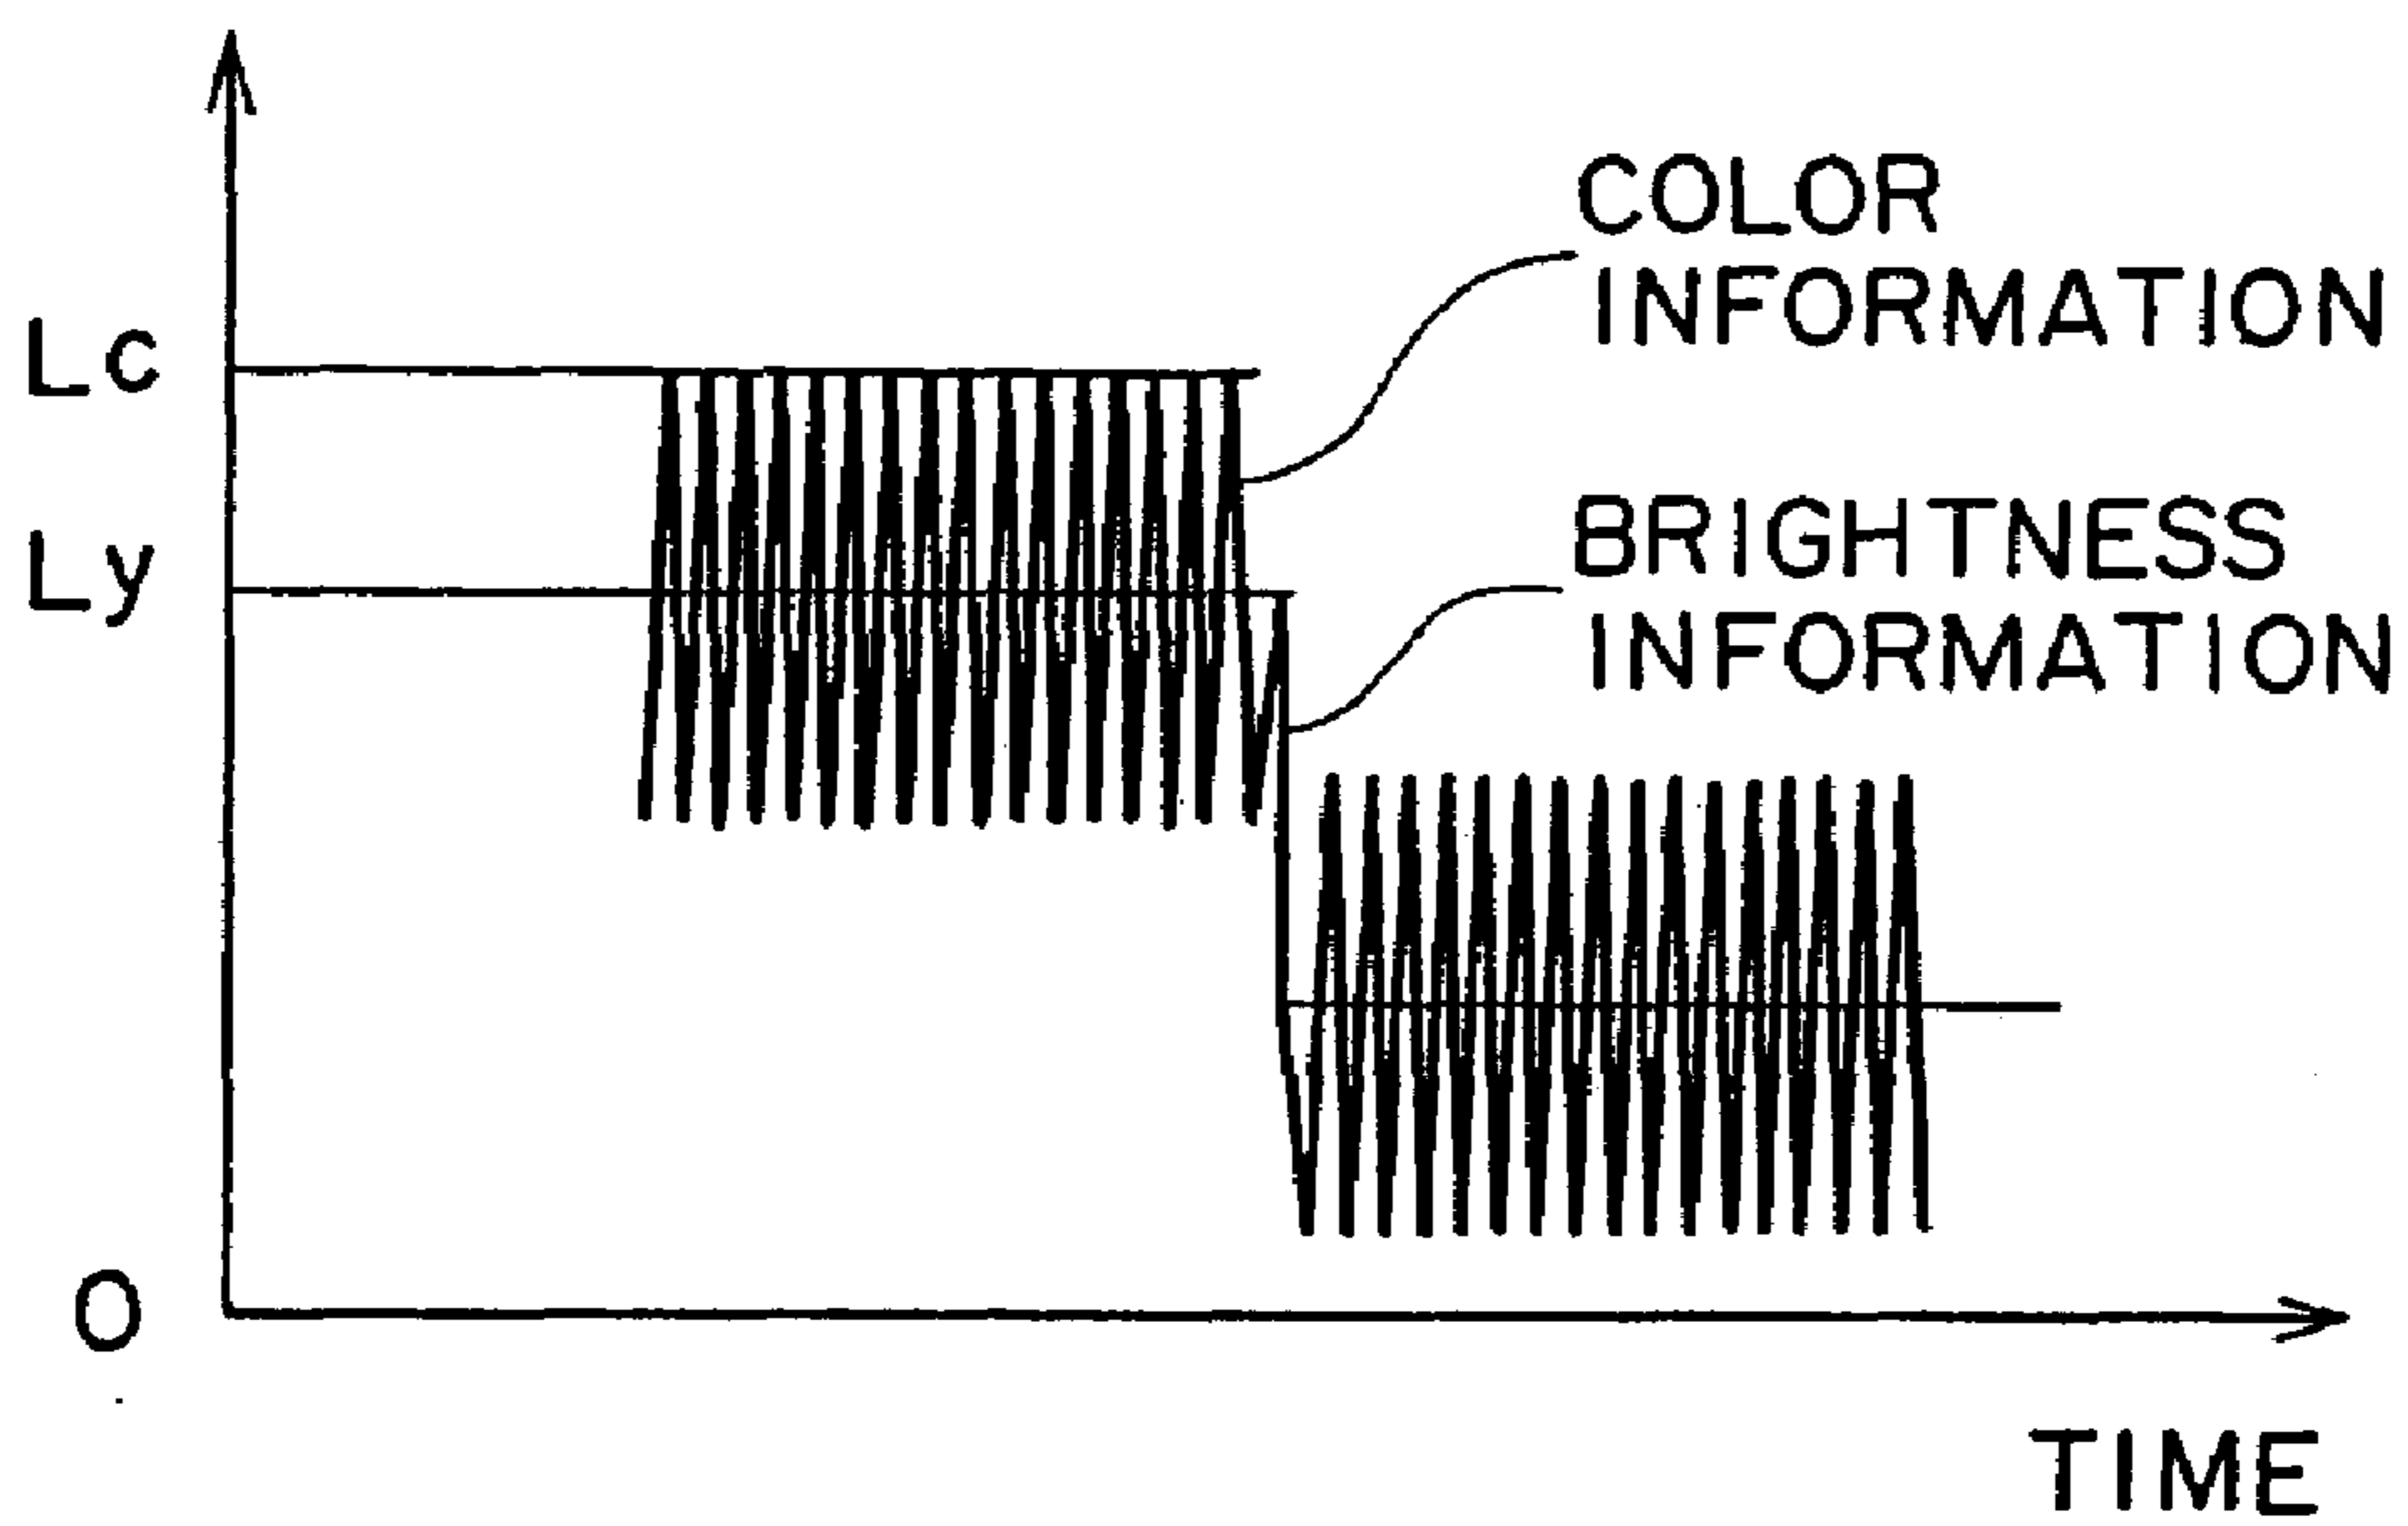 COLOR
INFORMATION
Lc
Ly
BRIGHTNESS
INFORMATION
O
TIME